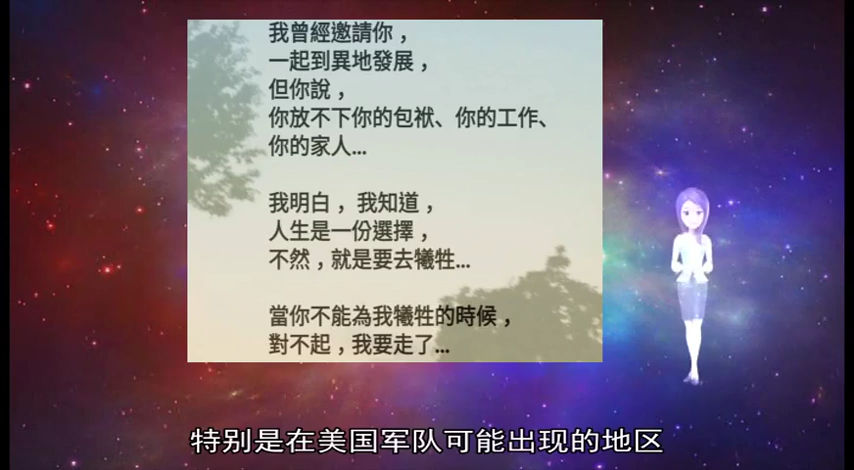 我曾經邀請你，
一起到異地發展，
但你說，
你放不下你的包袱、你的工作、
你的家人...
我明白，我知道，
人生是一份選擇，
不然，就是要去犧牲...
當你不能為我犧牲的時候，
對不起，我要走了...
特别是在美国军队可能出现的地区